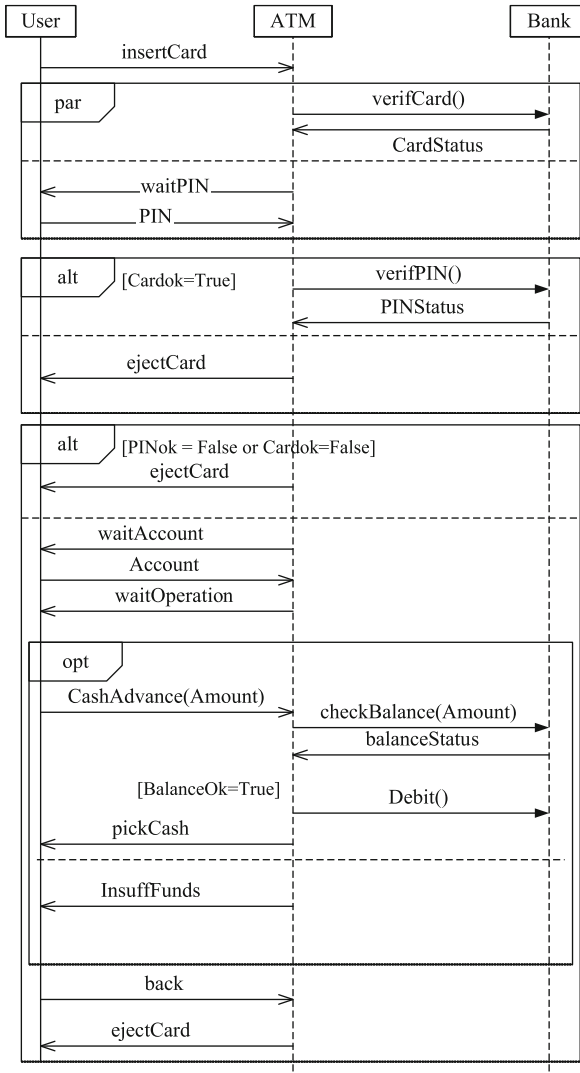 User
ATM
Bank
insertCard
par
verifCard()
CardStatus
waitPIN
PIN
alt
[Cardok=True]
verifPIN()
PINStatus
ejectCard
alt
[PINok = False or Cardok=False]
ejectCard
waitAccount
Account
waitOperation
opt
CashAdvance(Amount)
checkBalance(Amount)
balanceStatus
[BalanceOk=True]
Debit()
pickCash
InsuffFunds
back
ejectCard